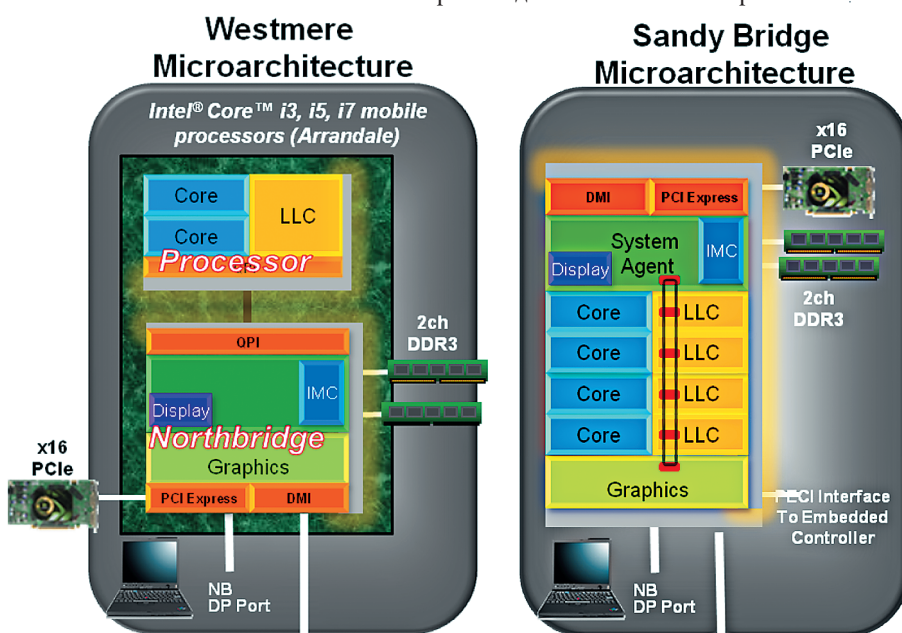 Westmere
Microarchitecture
Intel® Core™ i3, i5, i7 mobile
processors (Arrandale)
Core
LLC
Core
Processor
QPI
IMC
Display
Northbridge
Graphics
PCI Express
DMI
2ch
DDR3
x16
PCIe
NB
DP Port
Sandy Bridge
Microarchitecture
x16
PCIe
DMI
PCI Express
System
Agent
IMC
Display
2ch
DDR3
Core
LLC
Core
LLC
Core
LLC
Core
LLC
Graphics
PECI Interface
To Embedded
Controller
NB
DP Port